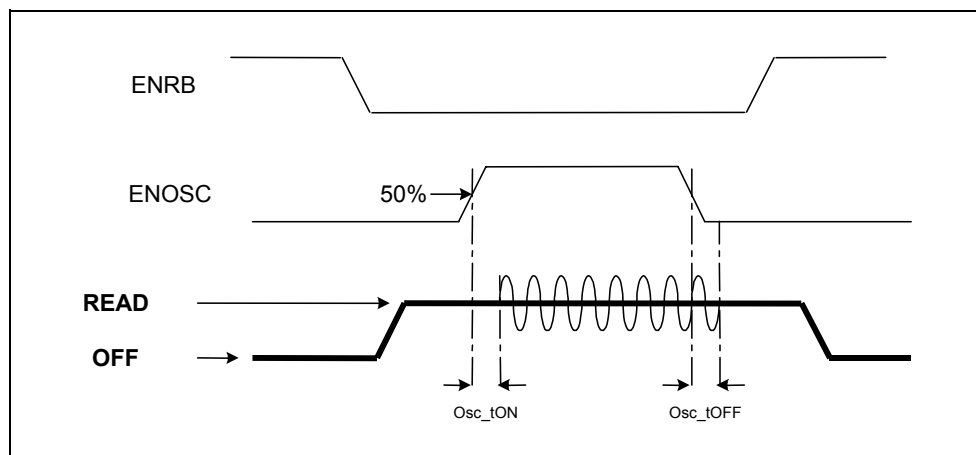 ENRB
ENOSC
50%
READ
OFF
Osc_tON
Osc_tOFF